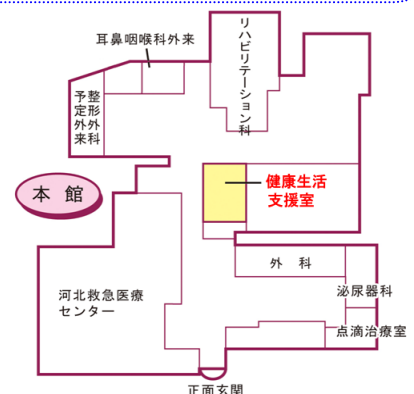 耳鼻咽喉科外来
リハビリテーション科
整形外科
予定外来
本館
健康生活
支援室
外科
泌尿器科
点滴治療室
河北救急医療
センター
正面玄関